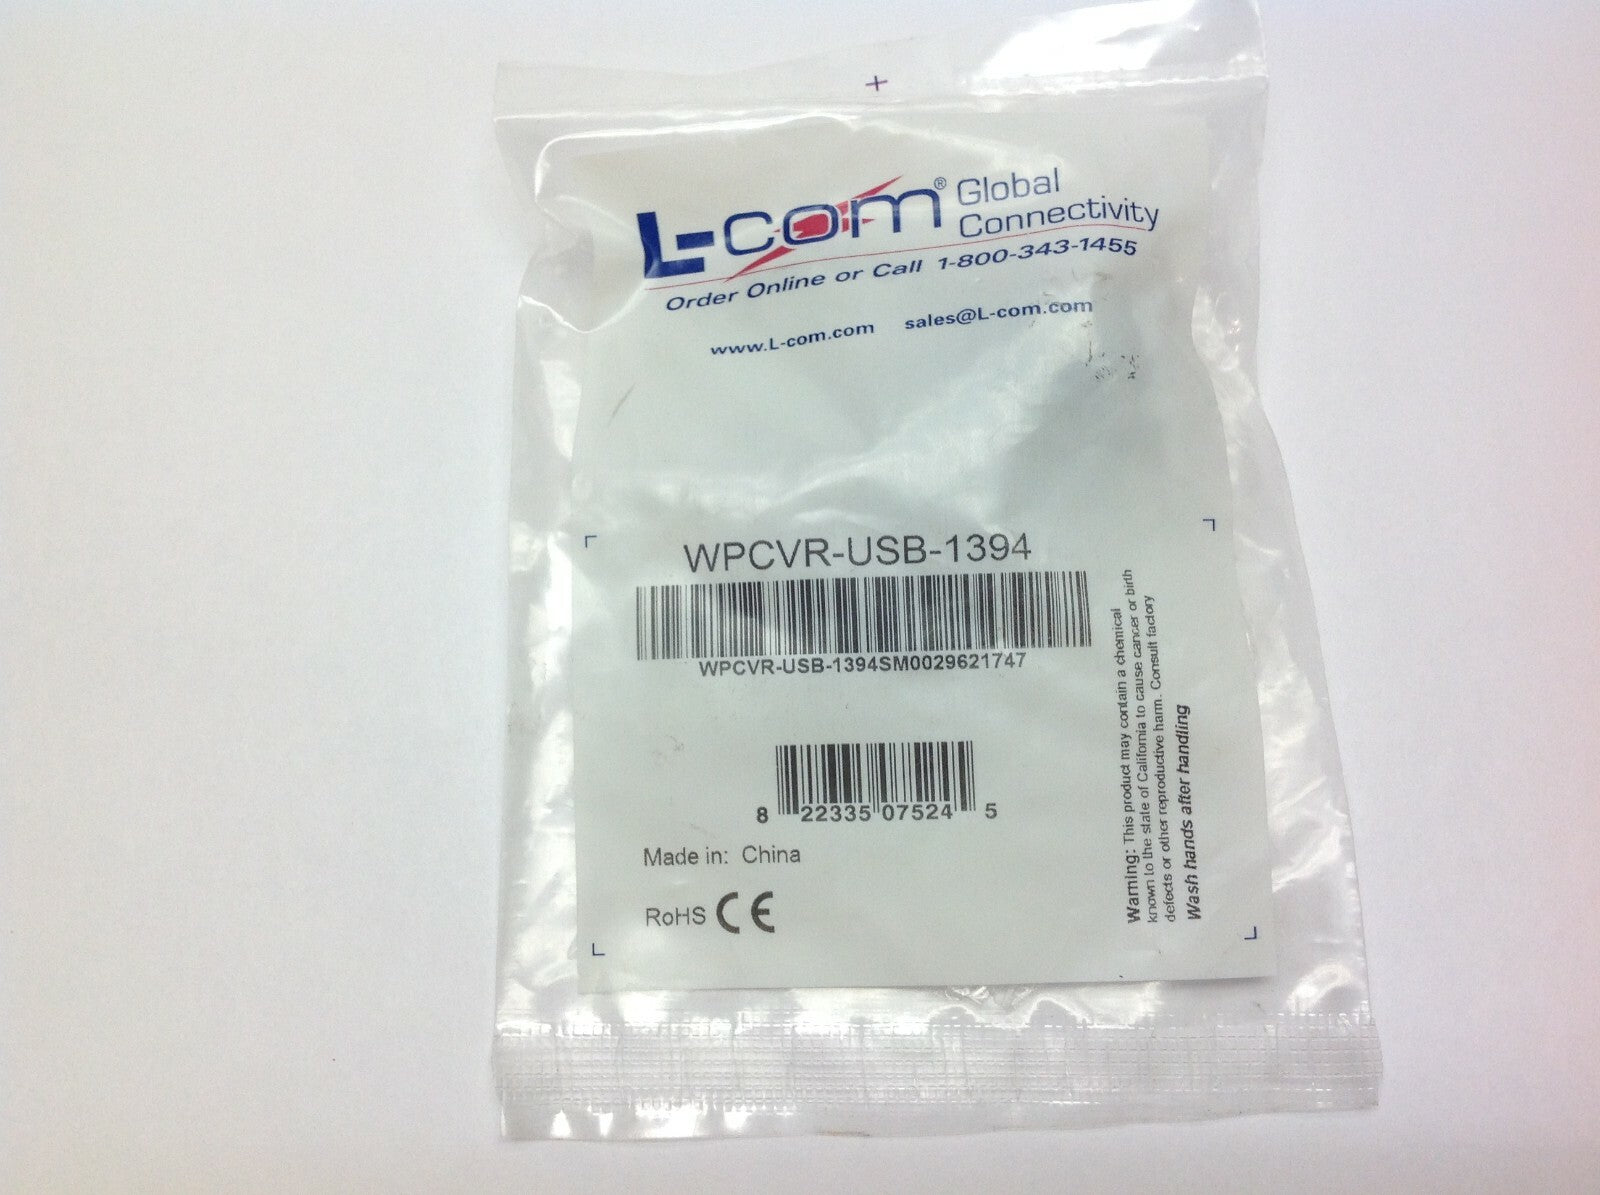 L-com® Global
Connectivity
Order Online or Call 1-800-343-1455
www.L-com.com sales@L-com.com
WPCVR-USB-1394
WPCVR-USB-1394SM0029621747
8 22335 07524 5
Made in: China
RoHS CE
Warning: This product may contain a chemical
known to the state of California to cause cancer or birth
defects or other reproductive harm. Consult factory
Wash hands after handling